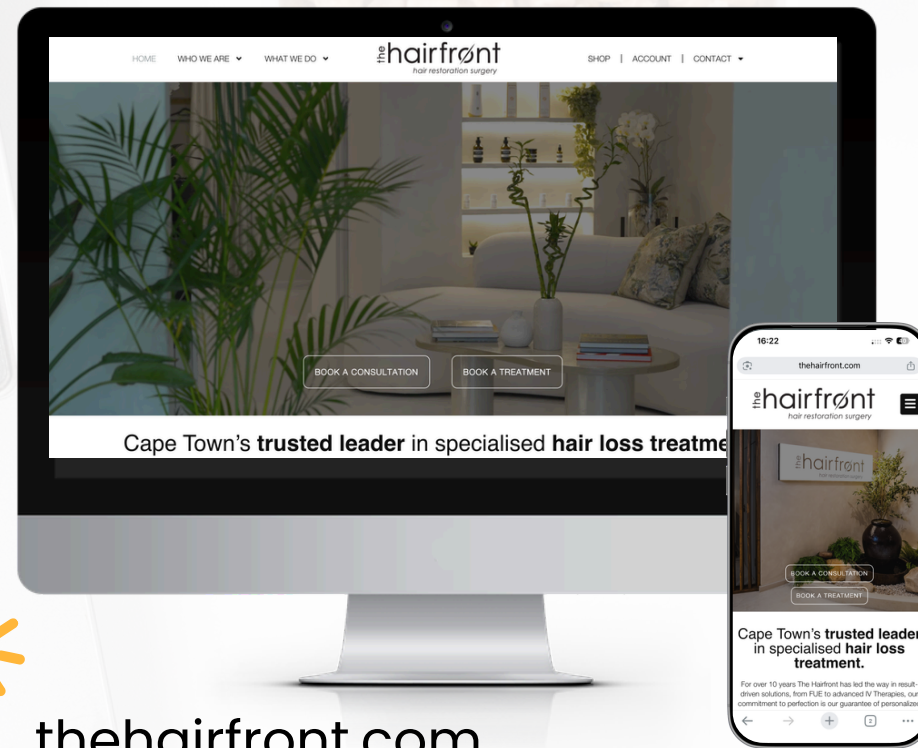 HOME WHO WE ARE WHAT WE DO the hairfrønt SHOP | ACCOUNT | CONTACT
hair restoration surgery
BOOK A CONSULTATION BOOK A TREATMENT
Cape Town's trusted leader in specialised hair loss treatme
16:22
thehairfront.com
the hairfrønt
hair restoration surgery
the hairfrønt
BOOK A CONSULTATION
BOOK A TREATMENT
Cape Town's trusted leader
in specialised hair loss
treatment.
For over 10 years The Hairfront has led the way in result-
driven solutions, from FUE to advanced IV Therapies, our
commitment to perfection is our guarantee of personalized
2
thehairfront.com